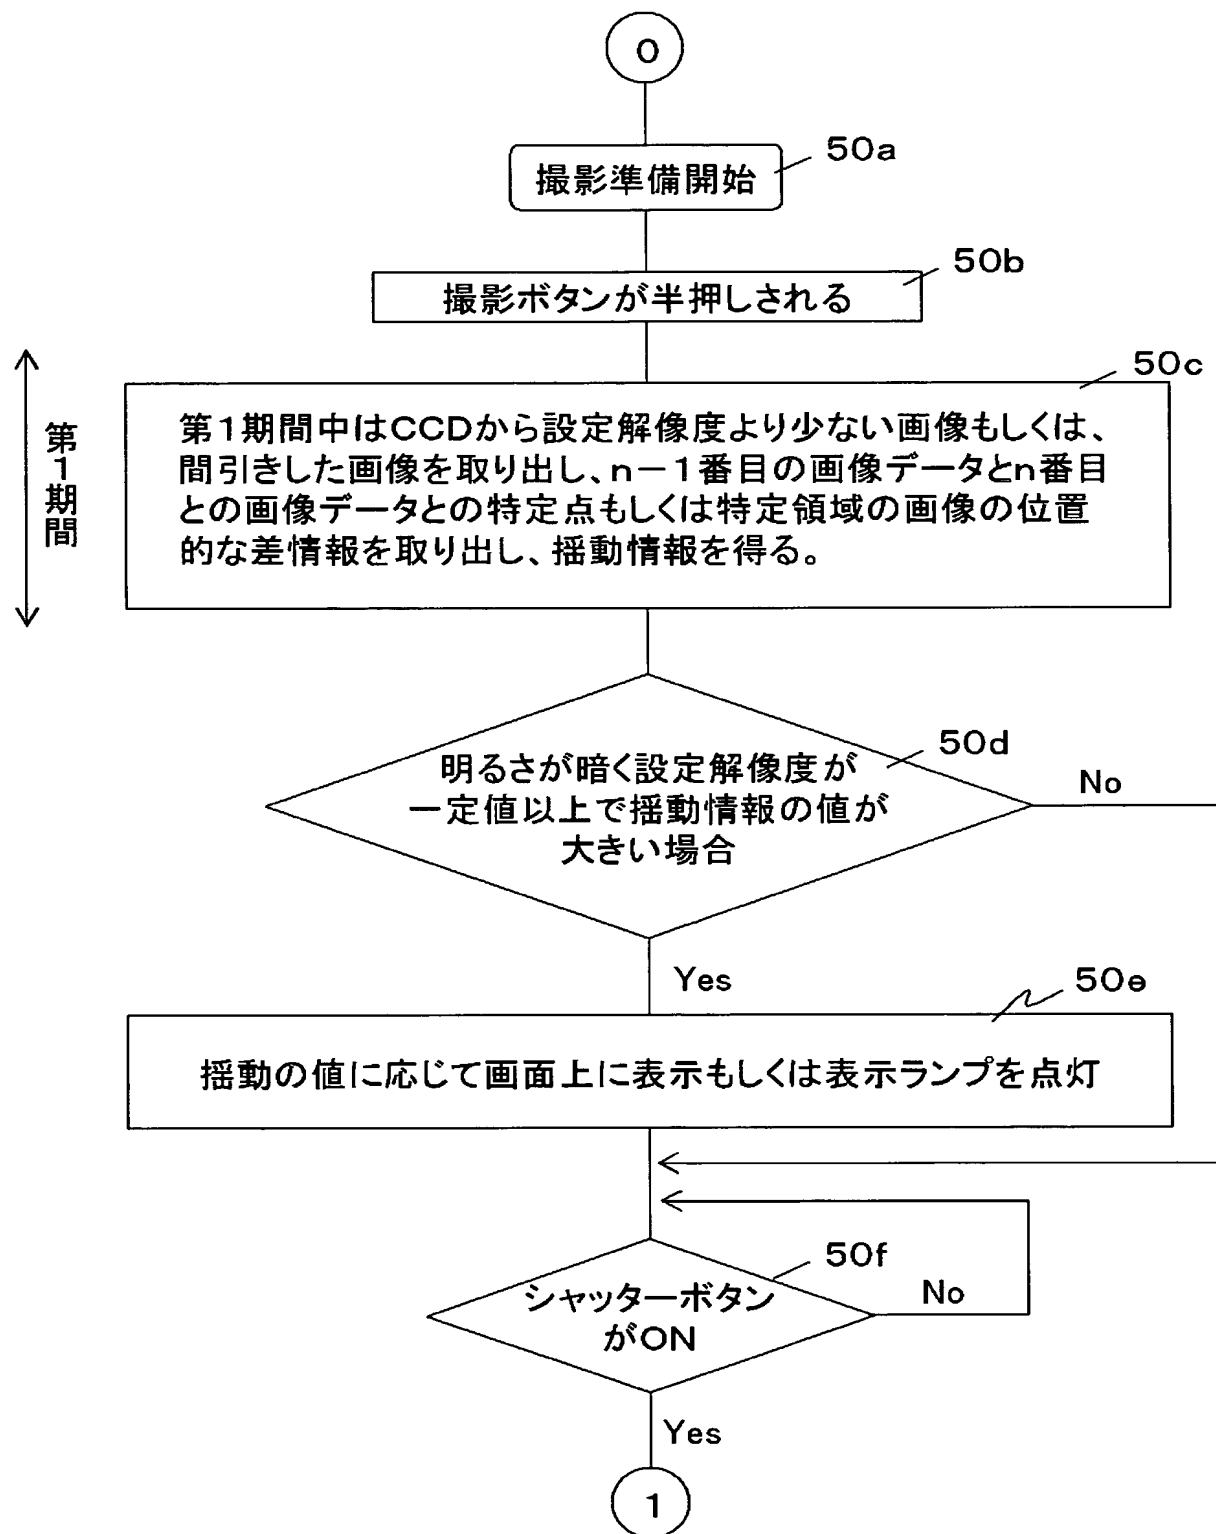 0
撮影準備開始
50a
撮影ボタンが半押しされる
50b
第1期間
50c
第1期間中はCCDから設定解像度より少ない画像もしくは、
間引きした画像を取り出し、n-1番目の画像データとn番目
との画像データとの特定点もしくは特定領域の画像の位置
的な差情報を取り出し、揺動情報を得る。
50d
明るさが暗く設定解像度が
一定値以上で揺動情報の値が
大きい場合
No
Yes
50e
揺動の値に応じて画面上に表示もしくは表示ランプを点灯
50f
シャッターボタン
がON
No
Yes
1